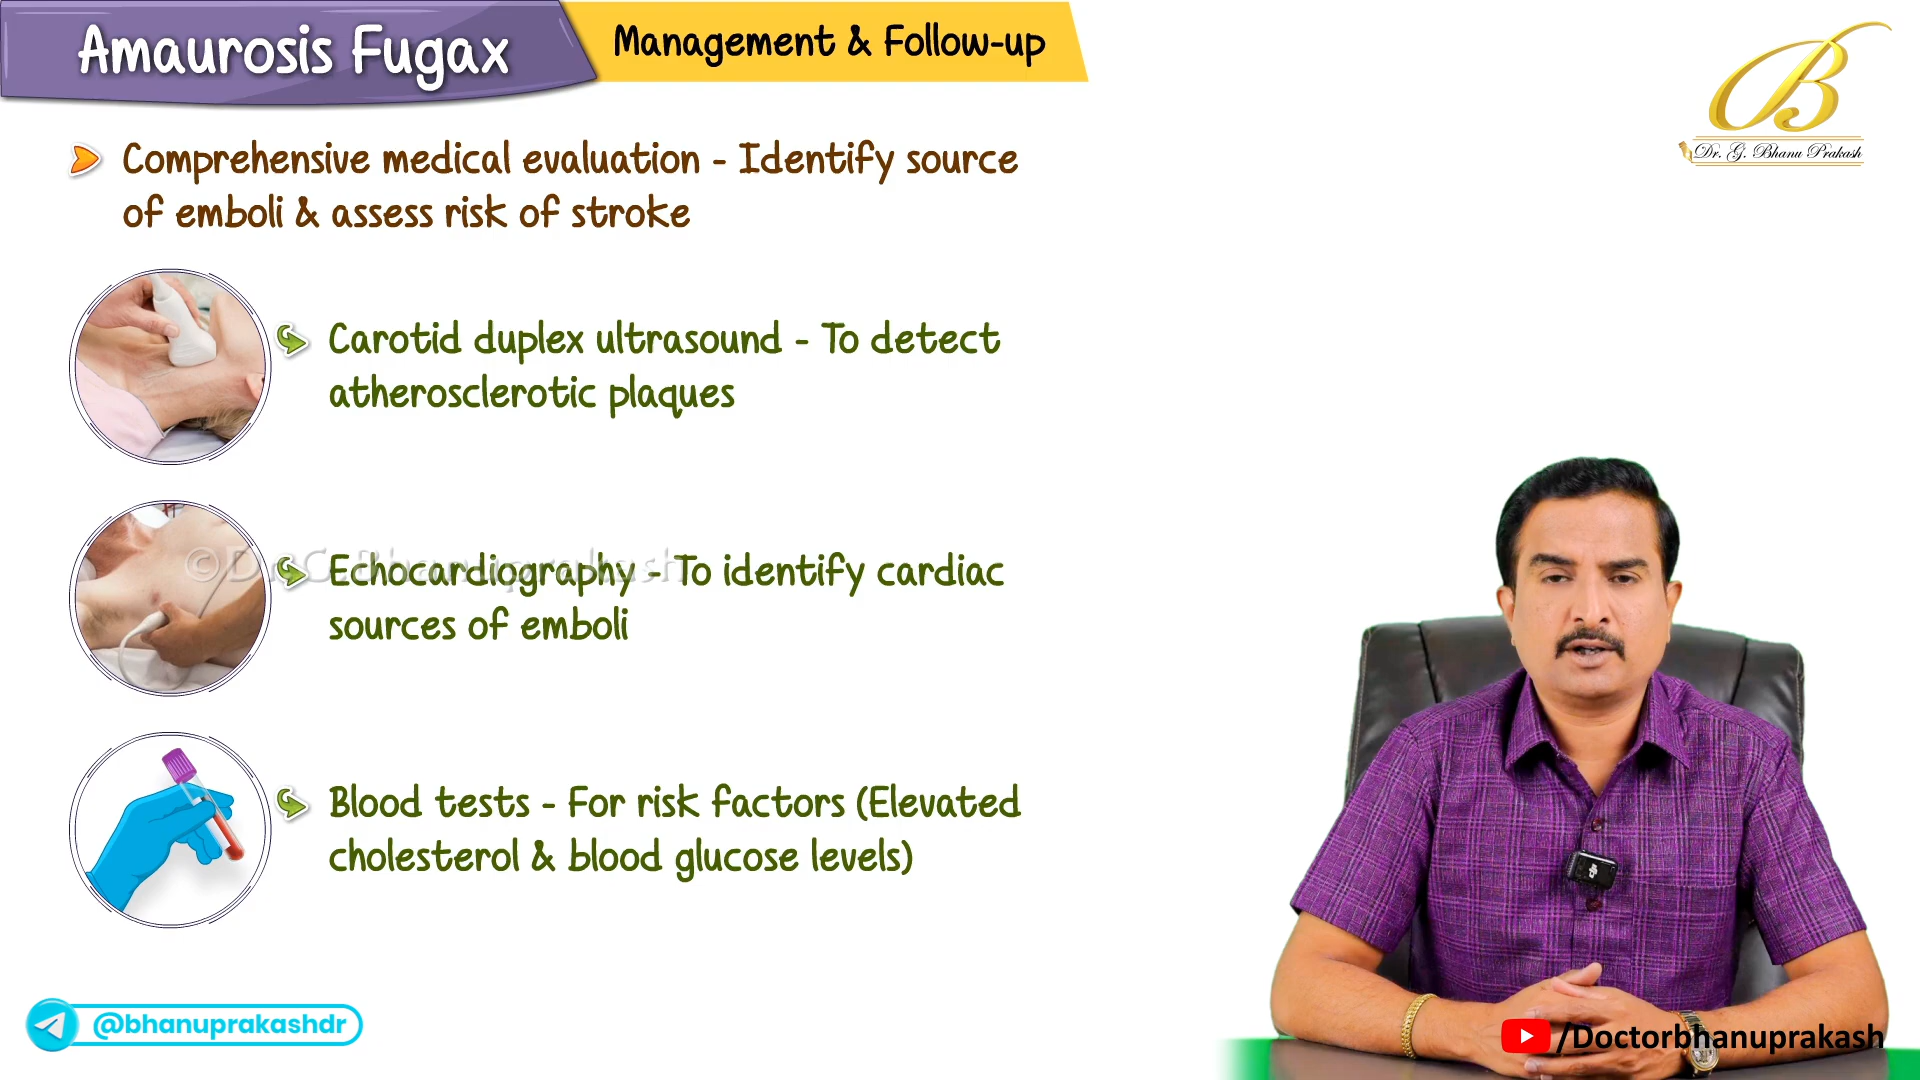 Amaurosis Fugax
Management & Follow-up
Dr. G. Bhanu Prakash
Comprehensive medical evaluation - Identify source
of emboli & assess risk of stroke
Carotid duplex ultrasound - To detect
atherosclerotic plaques
©Dr.G.Bhanuprakash
Echocardiography - To identify cardiac
sources of emboli
Blood tests - For risk factors (Elevated
cholesterol & blood glucose levels)
@bhanuprakashdr
/Doctorbhanuprakash